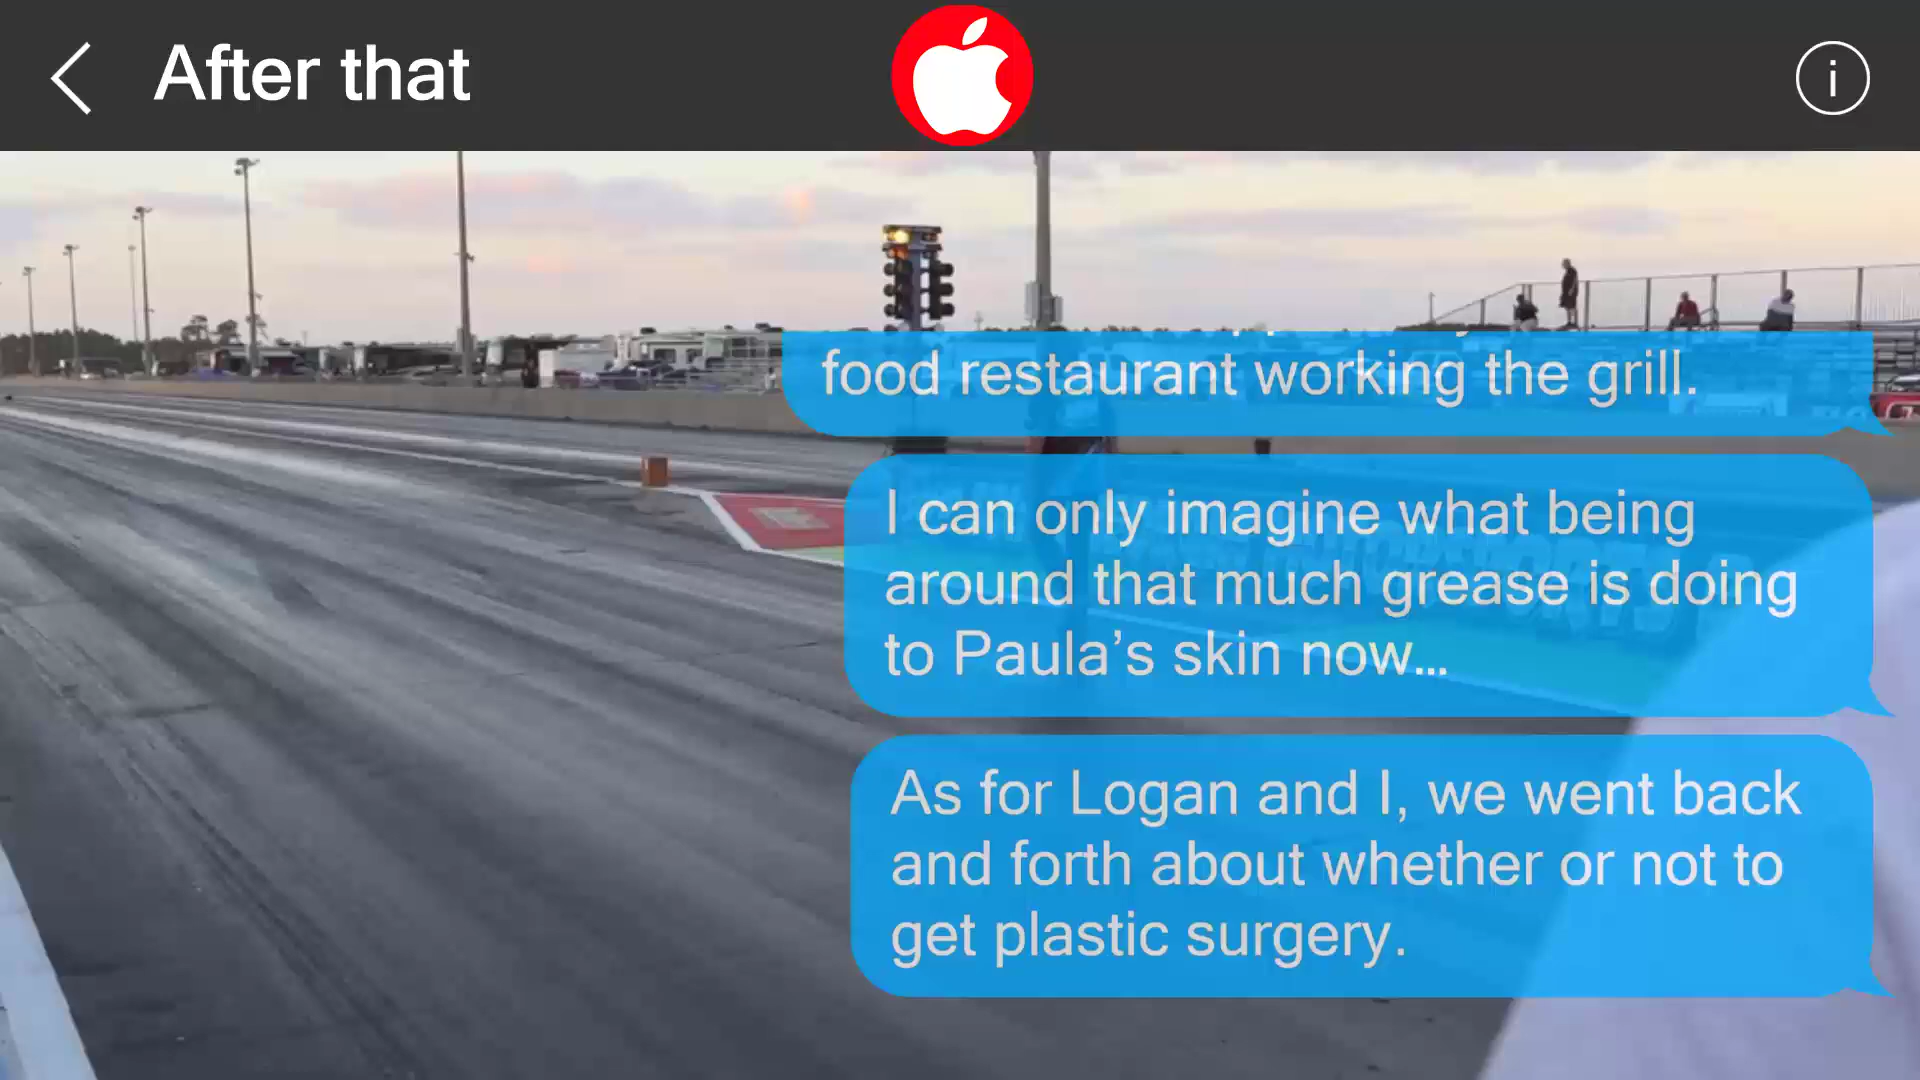 After that
food restaurant working the grill.
I can only imagine what being
around that much grease is doing
to Paula’s skin now...
As for Logan and I, we went back
and forth about whether or not to
get plastic surgery.